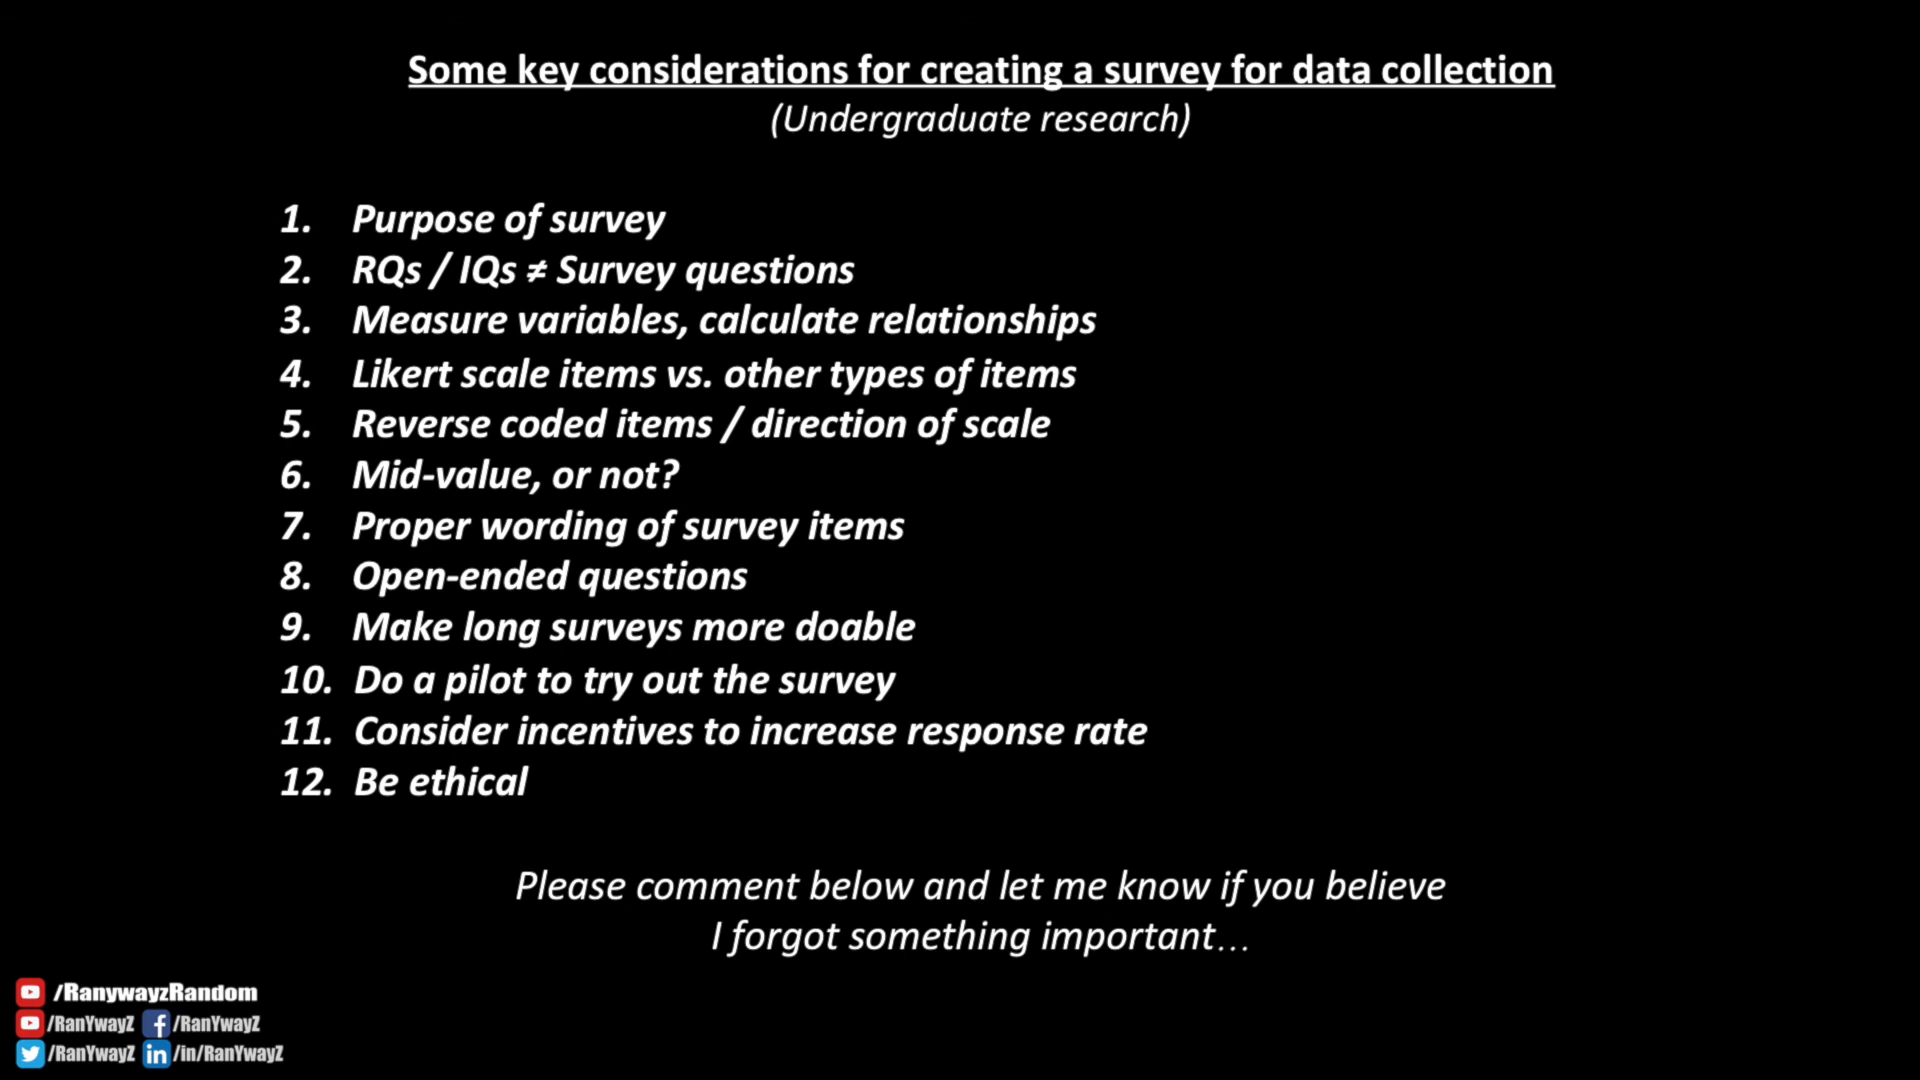 Some key considerations for creating a survey for data collection
(Undergraduate research)
1. Purpose of survey
2. RQs / IQs ≠ Survey questions
3. Measure variables, calculate relationships
4. Likert scale items vs. other types of items
5. Reverse coded items / direction of scale
6. Mid-value, or not?
7. Proper wording of survey items
8. Open-ended questions
9. Make long surveys more doable
10. Do a pilot to try out the survey
11. Consider incentives to increase response rate
12. Be ethical
Please comment below and let me know if you believe
I forgot something important...
/RanywayzRandom
/RanYwayZ /RanYwayZ
/RanYwayZ /in/RanYwayZ